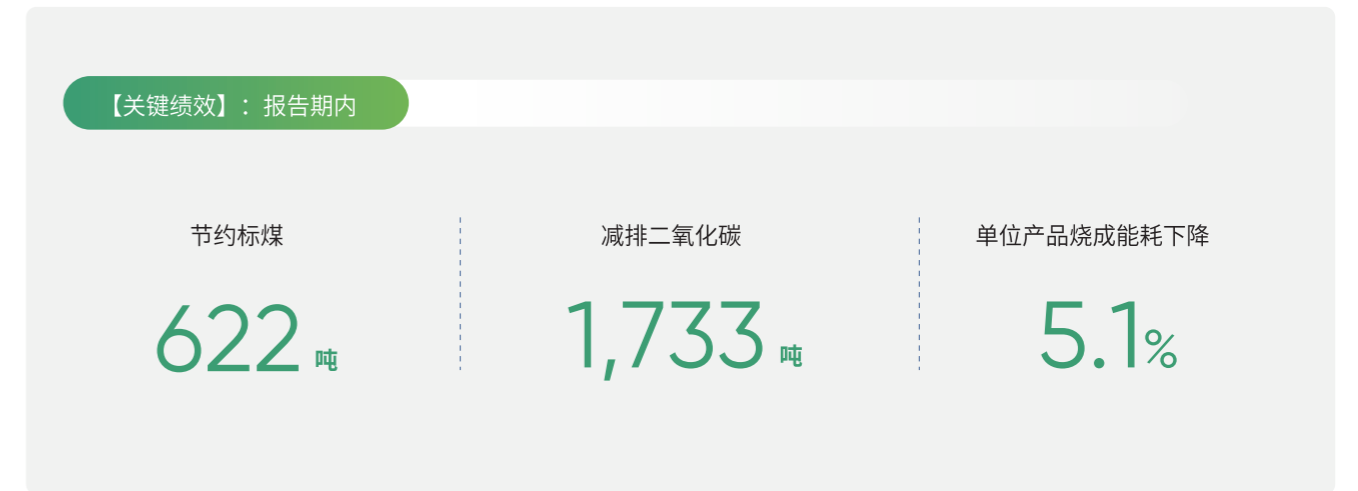 【关键绩效】：报告期内
节约标煤
622 吨
减排二氧化碳
1,733 吨
单位产品烧成能耗下降
5.1%